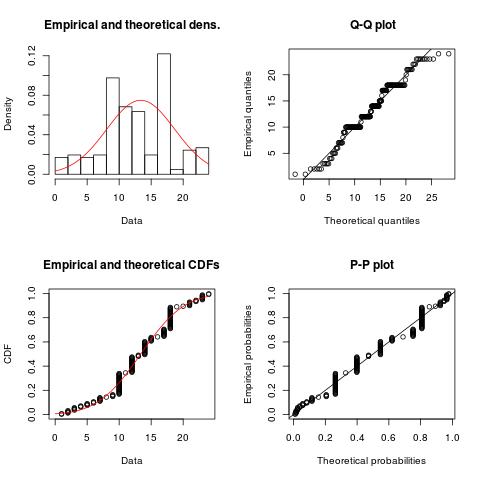 Empirical and theoretical dens.
Density
0.00 0.04 0.08 0.12
0 5 10 15 20
Data
Q-Q plot
Empirical quantiles
5 10 15 20
0 5 10 15 20 25
Theoretical quantiles
Empirical and theoretical CDFs
CDF
0.0 0.2 0.4 0.6 0.8 1.0
0 5 10 15 20
Data
P-P plot
Empirical probabilities
0.0 0.2 0.4 0.6 0.8 1.0
0.0 0.2 0.4 0.6 0.8 1.0
Theoretical probabilities